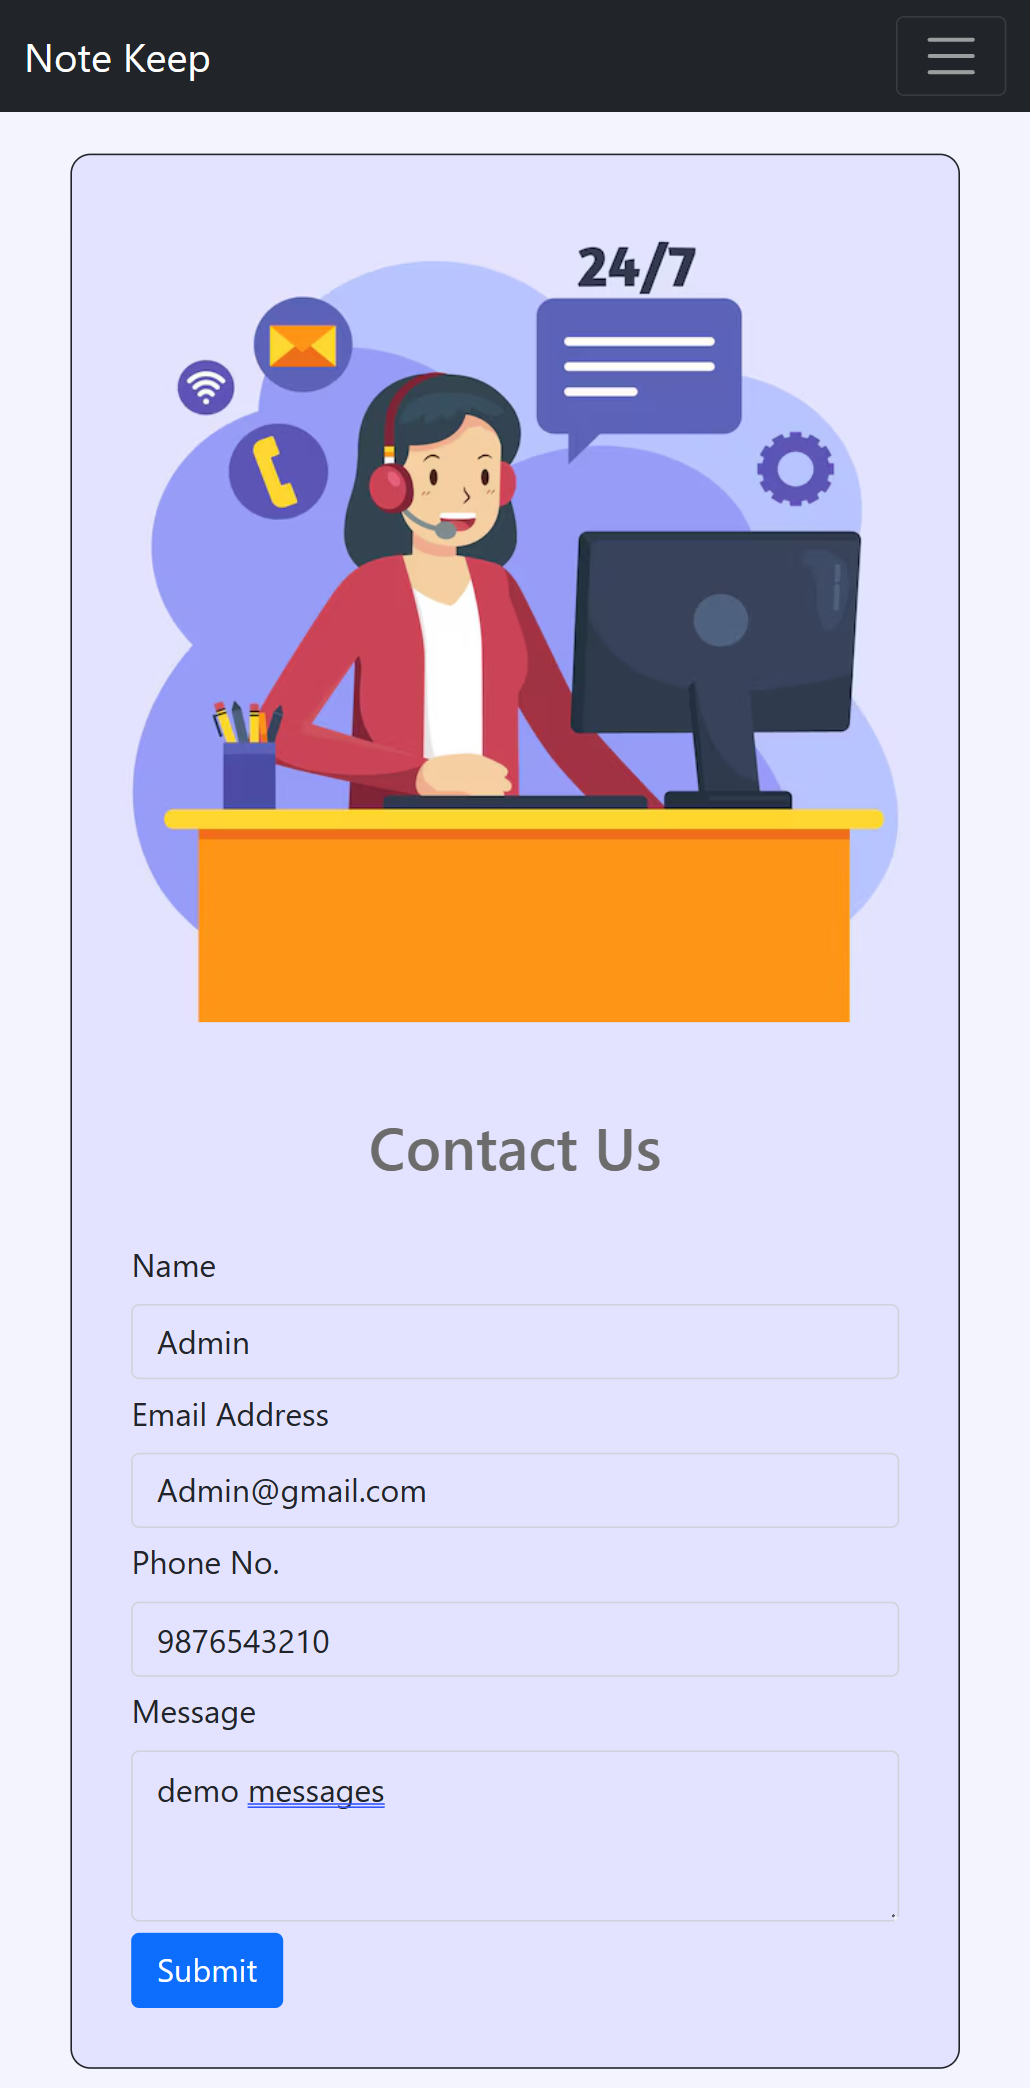 Note Keep
24/7
Contact Us
Name
Admin
Email Address
Admin@gmail.com
Phone No.
9876543210
Message
demo messages
Submit